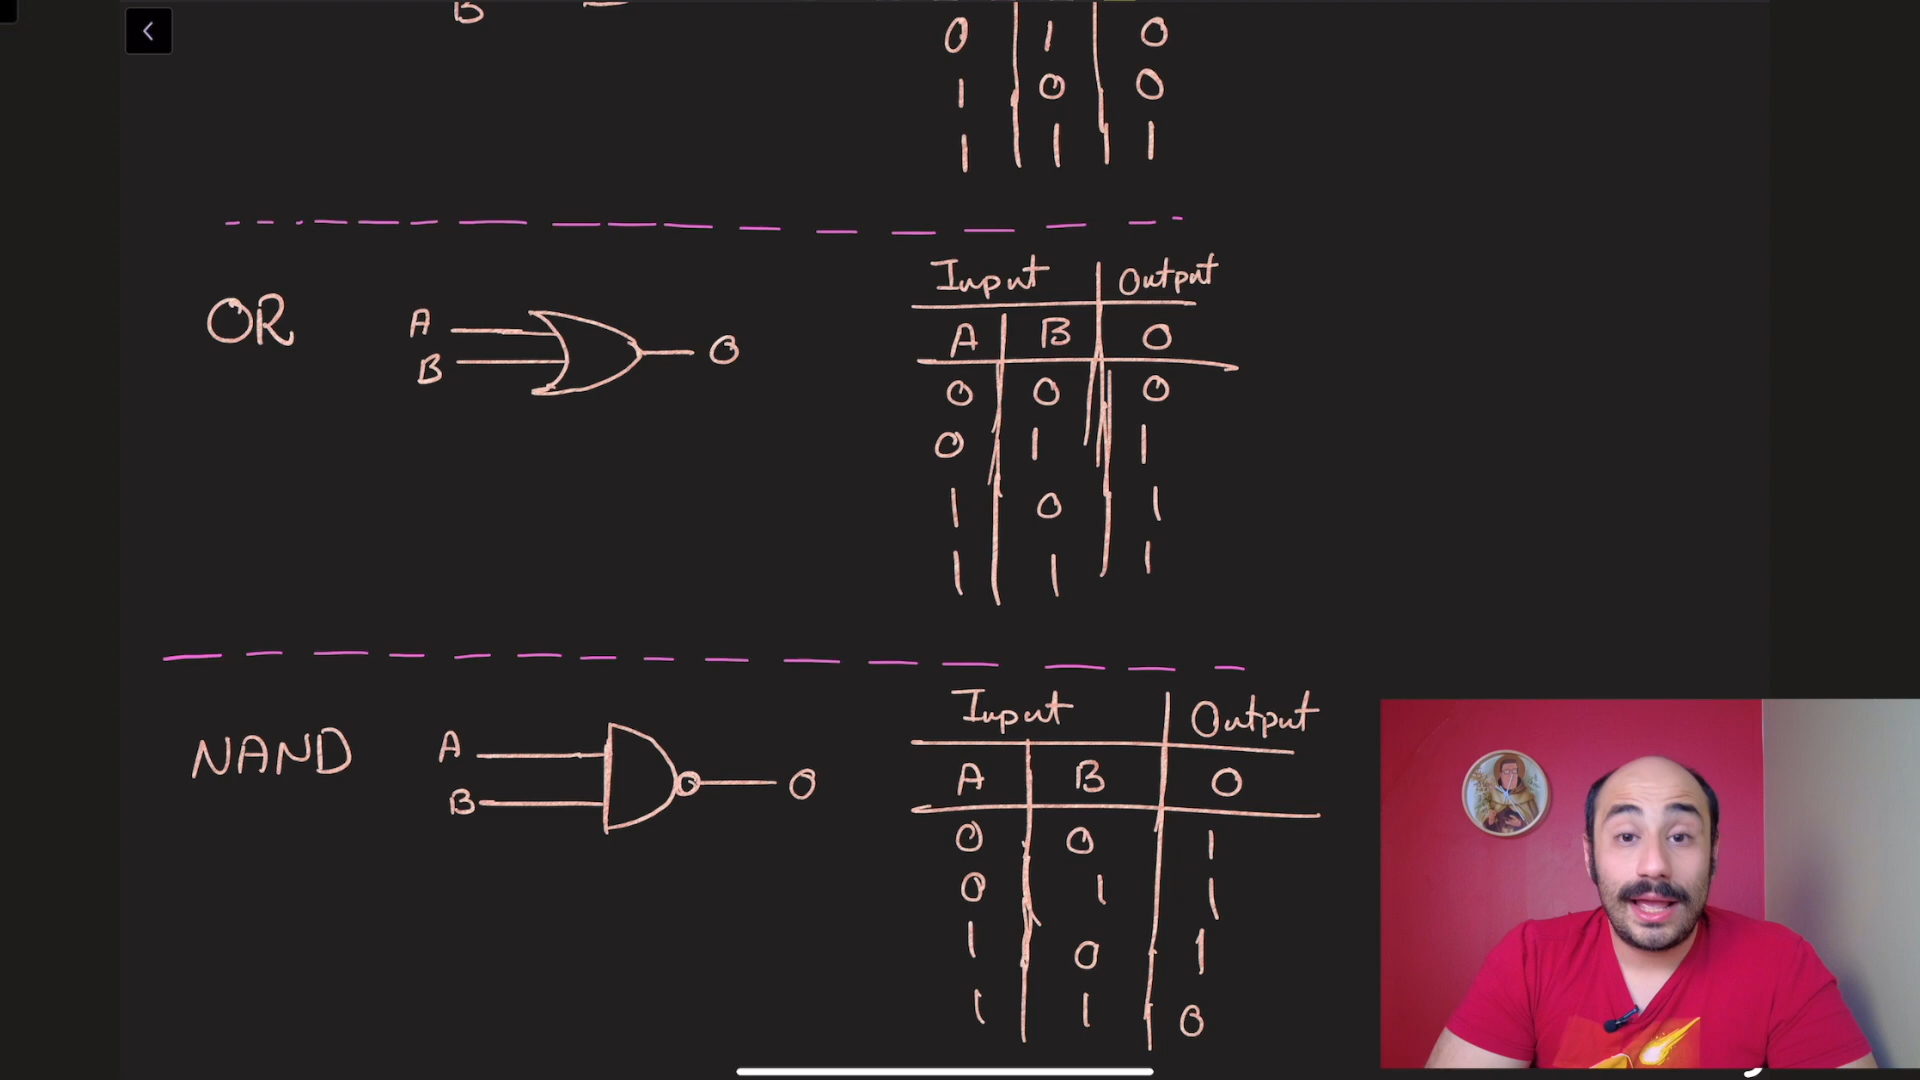 B
0 1 0
1 0 0
1 1 1
Input Output
OR A O
B
A B O
0 0 0
0 1 1
1 0 1
1 1 1
Input Output
NAND A O
B
A B O
0 0 1
0 1 1
1 0 1
1 1 0